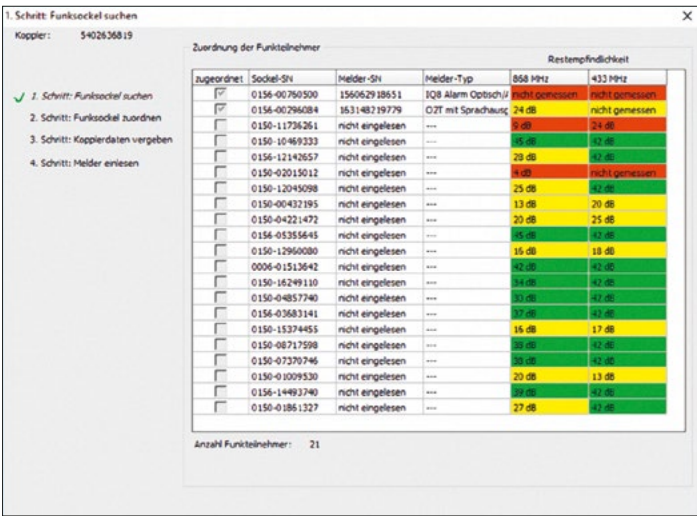 1. Schritt: Funksockel suchen
Koppler: 5402636819
1. Schritt: Funksockel suchen
2. Schritt: Funksockel zuordnen
3. Schritt: Koppierdaten vergeben
4. Schritt: Melder einlesen
Zuordnung der Funkteilnehmer
Restempfindlichkeit
zugeordnet Sockel-SN Melder-SN Melder-Typ 868 MHz 433 MHz
0156-00760500 156062918651 IQ8 Alarm Optisch/A nicht gemessen nicht gemessen
0156-00296084 163148219779 O2T mit Sprachausg 24 dB nicht gemessen
0150-11736261 nicht eingelesen --- 9 dB 24 dB
0150-10469333 nicht eingelesen --- 45 dB 42 dB
0156-12142657 nicht eingelesen --- 28 dB 42 dB
0150-02015012 nicht eingelesen --- 4 dB nicht gemessen
0150-12045098 nicht eingelesen --- 25 dB 42 dB
0150-00432195 nicht eingelesen --- 13 dB 20 dB
0150-04221472 nicht eingelesen --- 20 dB 25 dB
0156-05355645 nicht eingelesen --- 45 dB 42 dB
0150-12960080 nicht eingelesen --- 16 dB 18 dB
0006-01513642 nicht eingelesen --- 42 dB 42 dB
0150-16249110 nicht eingelesen --- 34 dB 42 dB
0150-04857740 nicht eingelesen --- 30 dB 42 dB
0156-03683141 nicht eingelesen --- 37 dB 42 dB
0150-15374455 nicht eingelesen --- 16 dB 17 dB
0150-08717598 nicht eingelesen --- 38 dB 42 dB
0150-07370746 nicht eingelesen --- 38 dB 42 dB
0150-01009530 nicht eingelesen --- 20 dB 13 dB
0156-14493740 nicht eingelesen --- 39 dB 42 dB
0150-01861327 nicht eingelesen --- 27 dB 42 dB
Anzahl Funkteilnehmer: 21